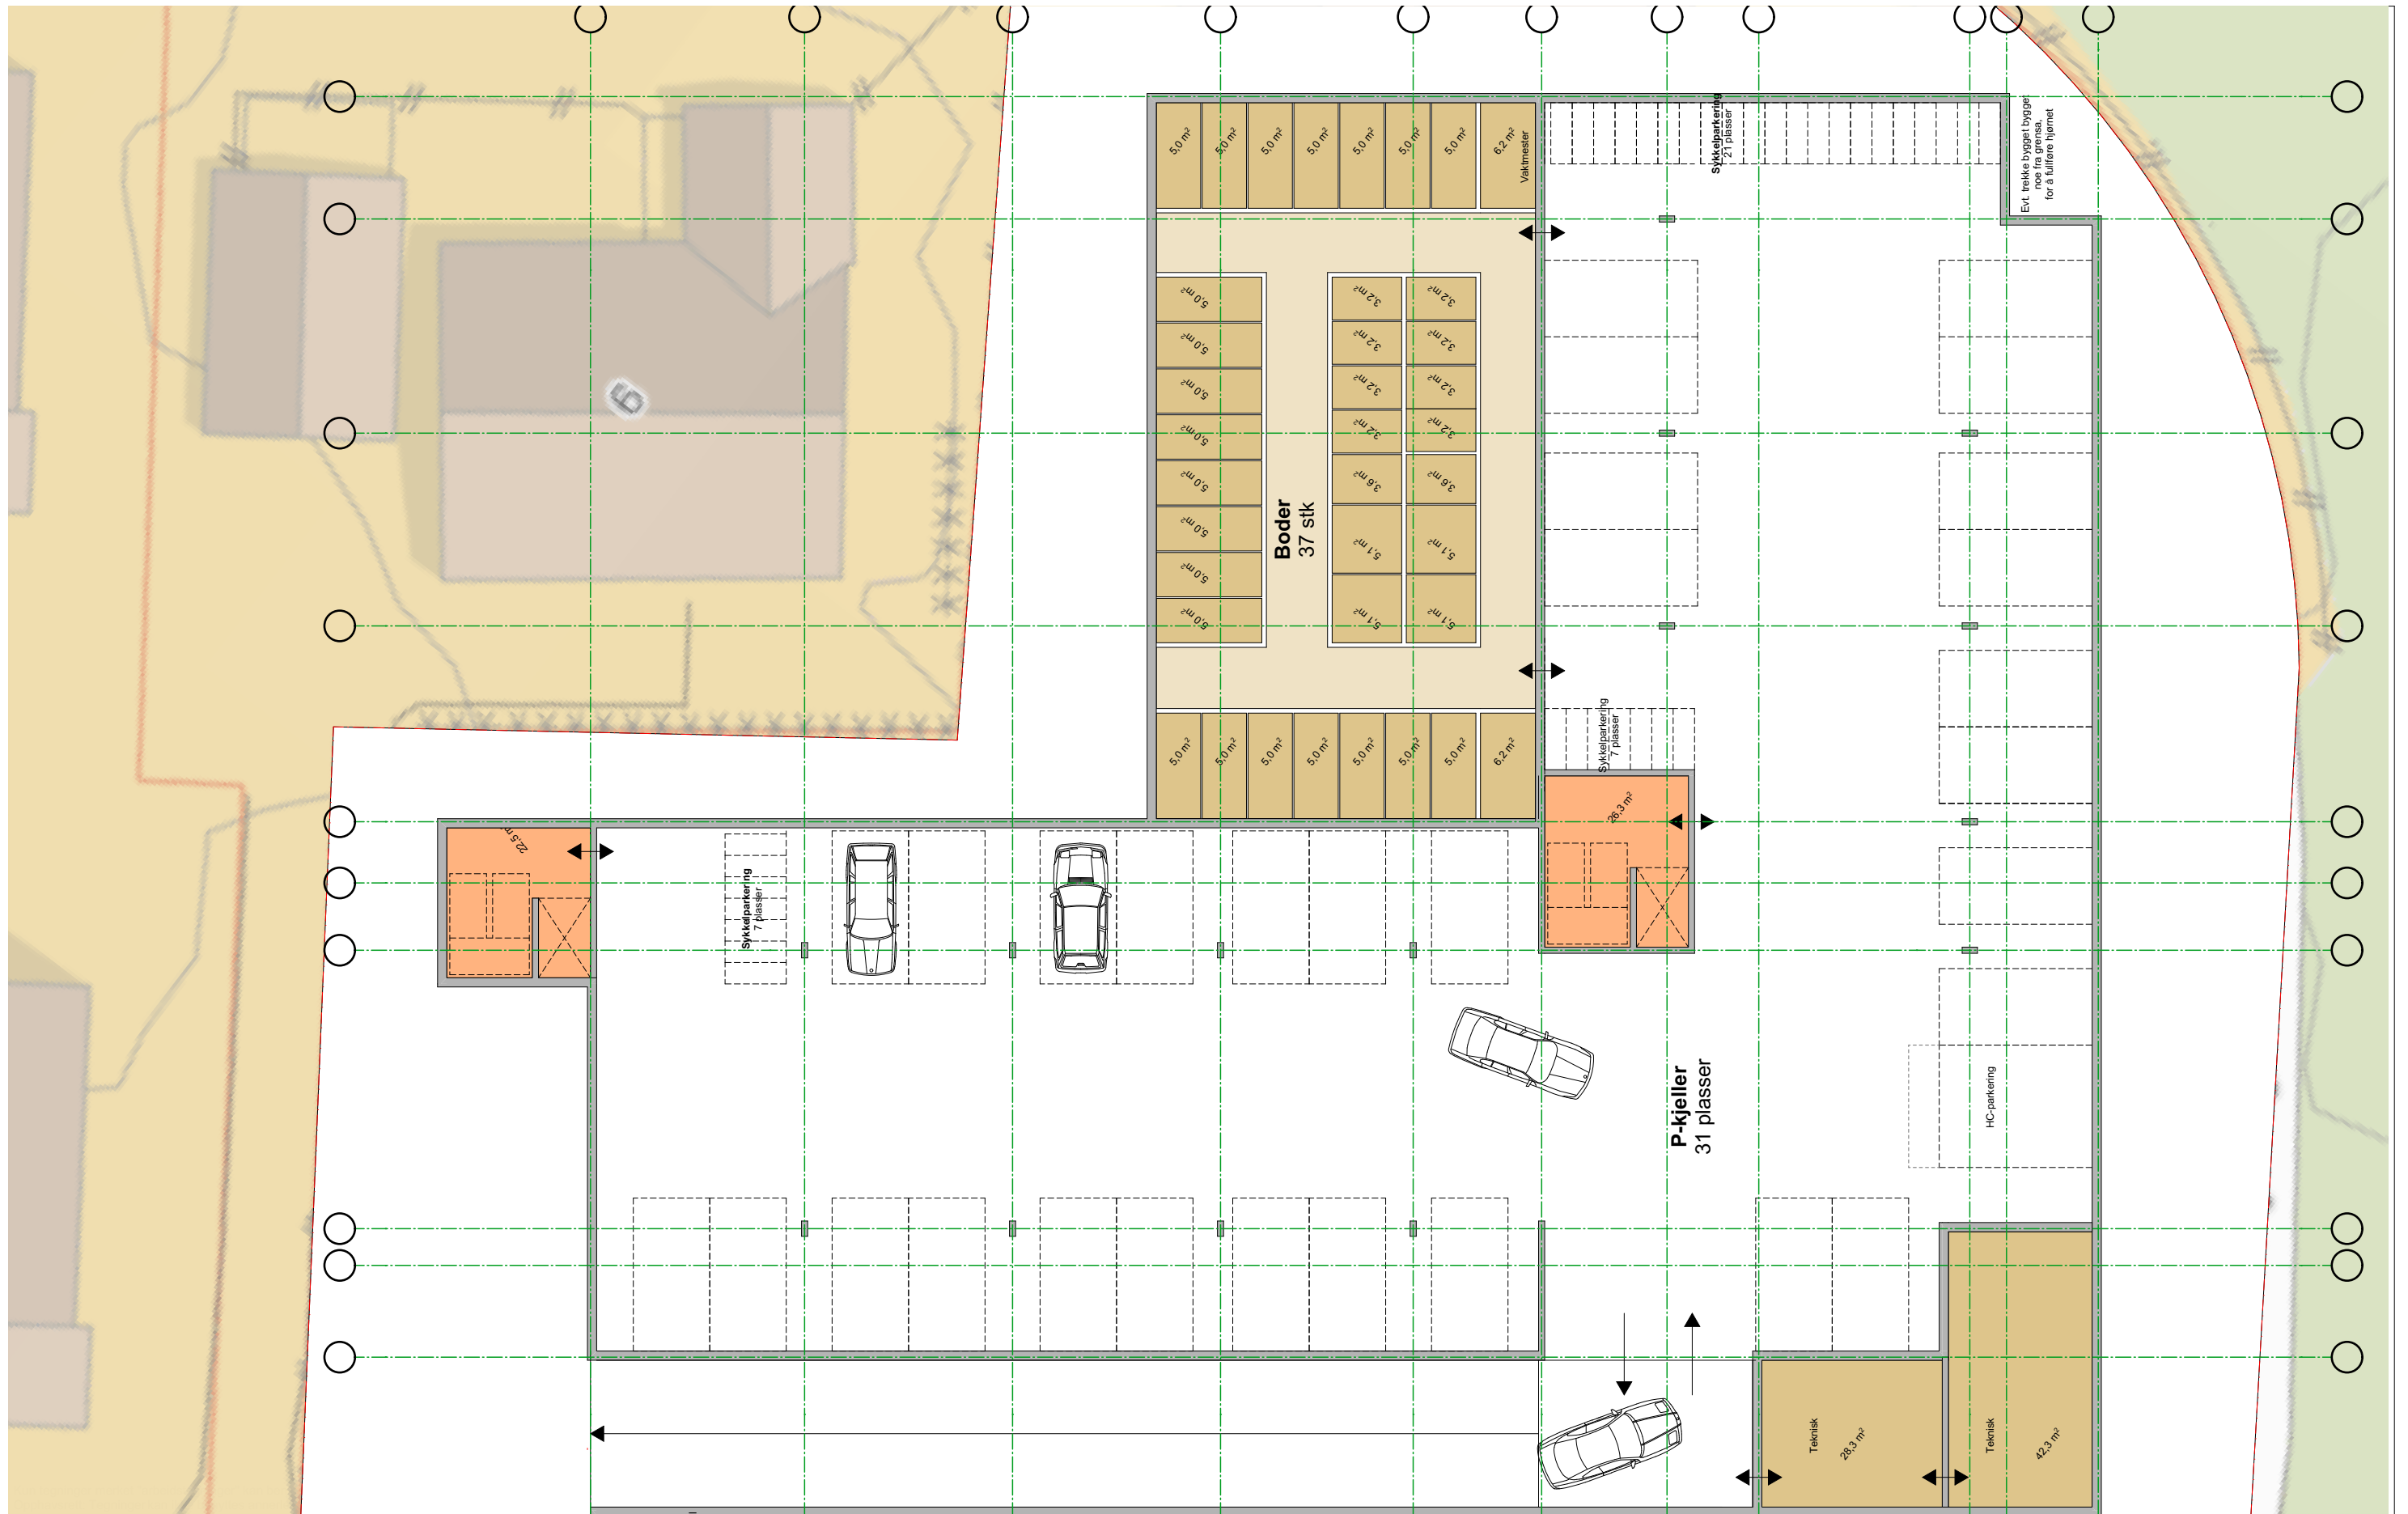 5,0 m²
5,0 m²
5,0 m²
5,0 m²
5,0 m²
5,0 m²
5,0 m²
6,2 m²
Vaktmester
Sykkelparkering
21 plasser
Evt. trekke bygget bygget
noe fra grensa,
for å fullføre hjørnet
5,0 m²
5,0 m²
5,0 m²
5,0 m²
5,0 m²
5,0 m²
5,0 m²
5,0 m²
3,2 m²
3,2 m²
3,2 m²
3,2 m²
3,6 m²
5,1 m²
5,1 m²
3,2 m²
3,2 m²
3,2 m²
3,2 m²
3,6 m²
5,1 m²
5,1 m²
6
Boder
37 stk
5,0 m²
5,0 m²
5,0 m²
5,0 m²
5,0 m²
5,0 m²
5,0 m²
6,2 m²
Sykkelparkering
7 plasser
26,3 m²
22,5 m
Sykkelparkering
7 plasser
P-kjeller
31 plasser
HC-parkering
Teknisk
28,3 m²
Teknisk
42,3 m²